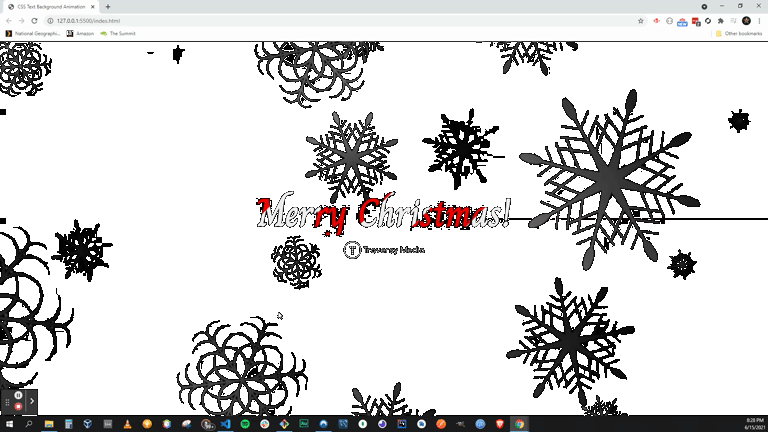 CSS Text Background Animation
127.0.0.1:5500/index.html
National Geographi... Amazon The Summit Other bookmarks
Merry Christmas!
Traversy Media
8:28 PM
6/15/2021